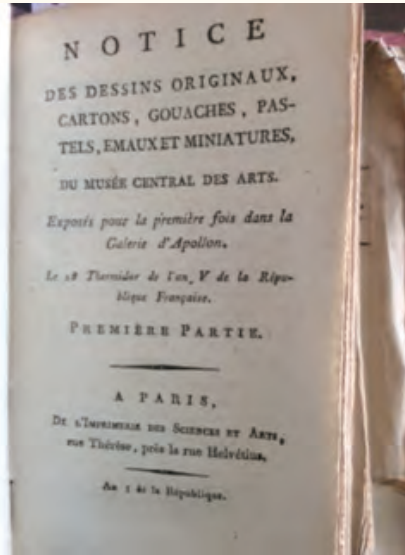 NOTICE
DES DESSINS ORIGINAUX,
CARTONS, GOUACHES, PAS-
TELS, EMAUX ET MINIATURES,
DU MUSÉE CENTRAL DES ARTS.
Exposés pour la première fois dans la
Galerie d'Apollon.
Le 28 Thermidor de l'an V de la Répu-
blique Française.
PREMIÈRE PARTIE.
A PARIS,
DE L'IMPRIMERIE DES SCIENCES ET ARTS,
rue Thérèse, près la rue Helvétius.
An 5 de la République.